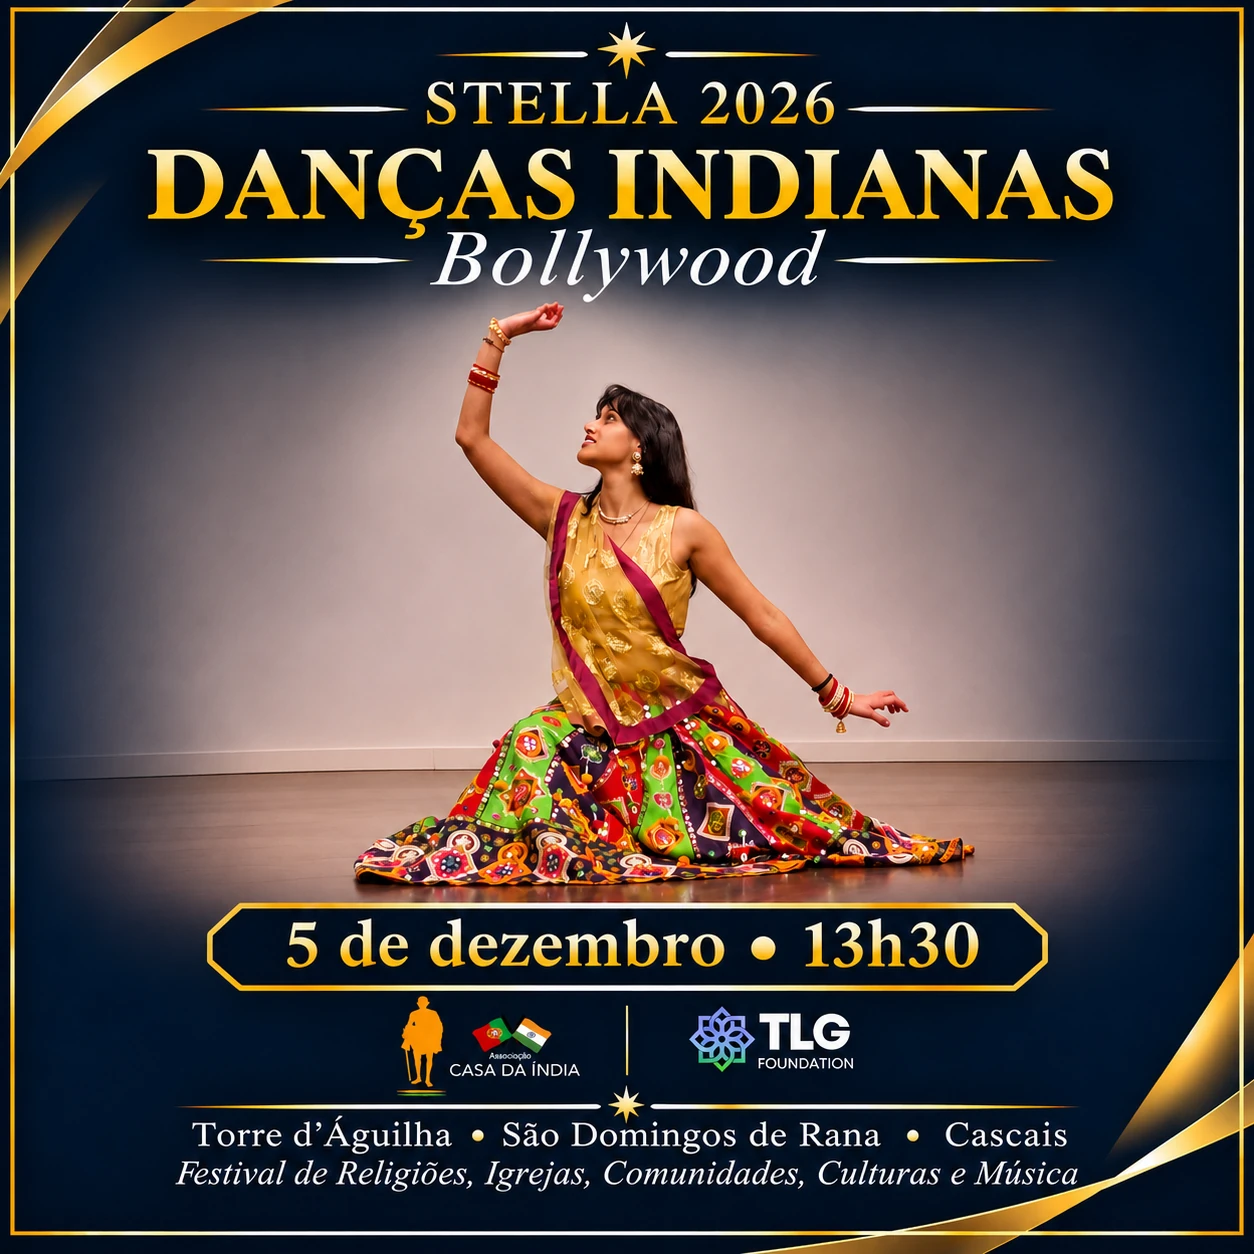 STELLA 2026
DANÇAS INDIANAS
Bollywood
5 de dezembro • 13h30
Associação
CASA DA ÍNDIA
TLG
FOUNDATION
Torre d'Águilha • São Domingos de Rana • Cascais
Festival de Religiões, Igrejas, Comunidades, Culturas e Música